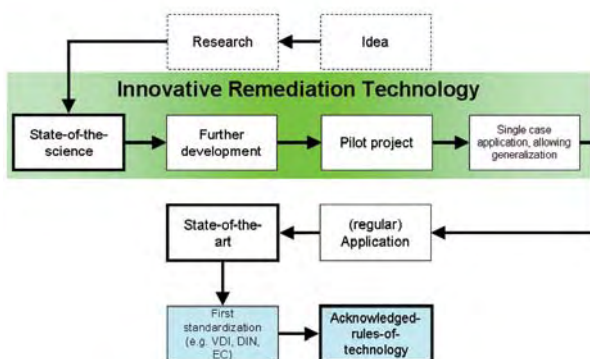 Research
Idea
Innovative Remediation Technology
State-of-the-
science
Further
development
Pilot project
Single case
application, allowing
generalization
State-of-the-
art
(regular)
Application
First
standardization
(e.g. VDI, DIN,
EC)
Acknowledged-
rules-of-
technology